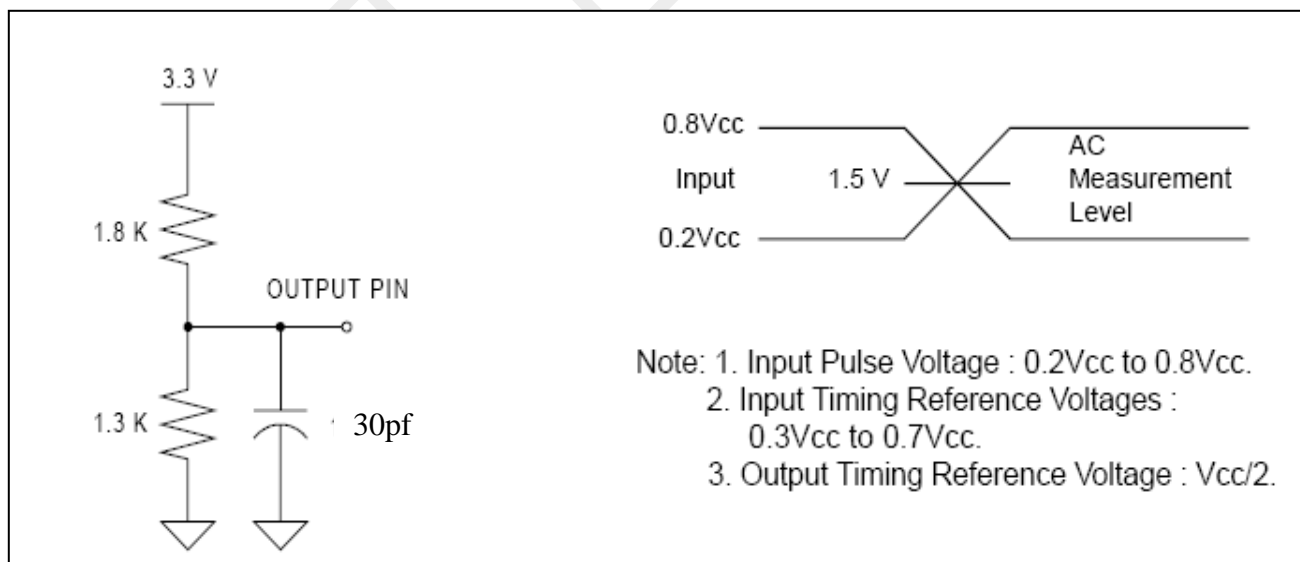 3.3 V
1.8 K
OUTPUT PIN
1.3 K
30pf
0.8Vcc
Input
1.5 V
0.2Vcc
AC
Measurement
Level
Note: 1. Input Pulse Voltage : 0.2Vcc to 0.8Vcc.
2. Input Timing Reference Voltages :
0.3Vcc to 0.7Vcc.
3. Output Timing Reference Voltage : Vcc/2.